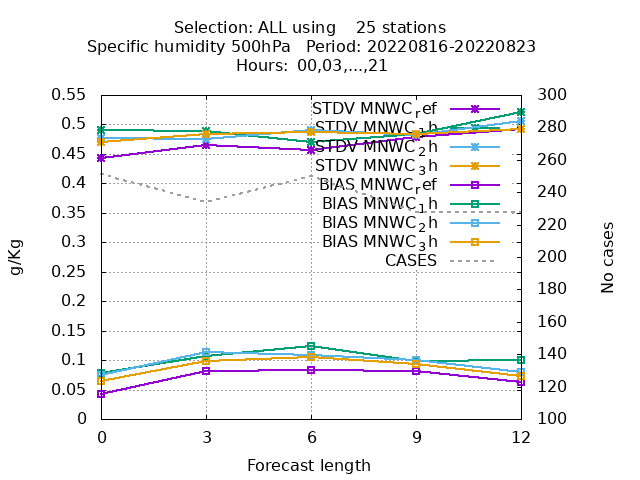 Selection: ALL using 25 stations
Specific humidity 500hPa Period: 20220816-20220823
Hours: 00,03,...,21
0.55
0.5
0.45
0.4
0.35
0.3
0.25
0.2
0.15
0.1
0.05
0
300
280
260
240
220
200
180
160
140
120
100
g/Kg
No cases
STDV MNWC_ref
STDV MNWC_1h
STDV MNWC_2h
STDV MNWC_3h
BIAS MNWC_ref
BIAS MNWC_1h
BIAS MNWC_2h
BIAS MNWC_3h
CASES
0 3 6 9 12
Forecast length